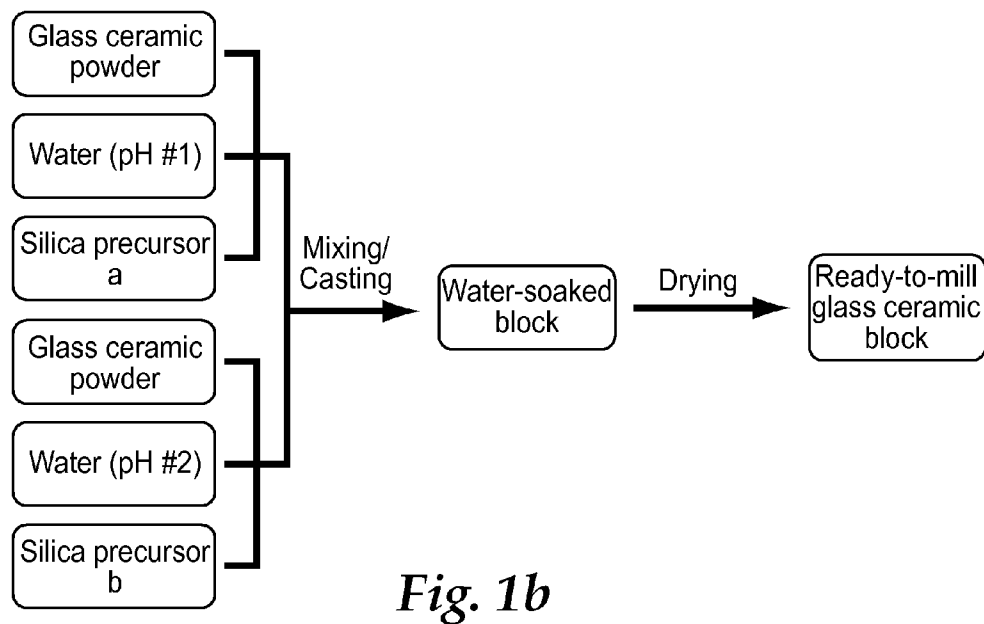 Glass ceramic
powder
Water (pH #1)
Silica precursor
a
Glass ceramic
powder
Water (pH #2)
Silica precursor
b
Mixing/
Casting
Water-soaked
block
Drying
Ready-to-mill
glass ceramic
block
Fig. 1b